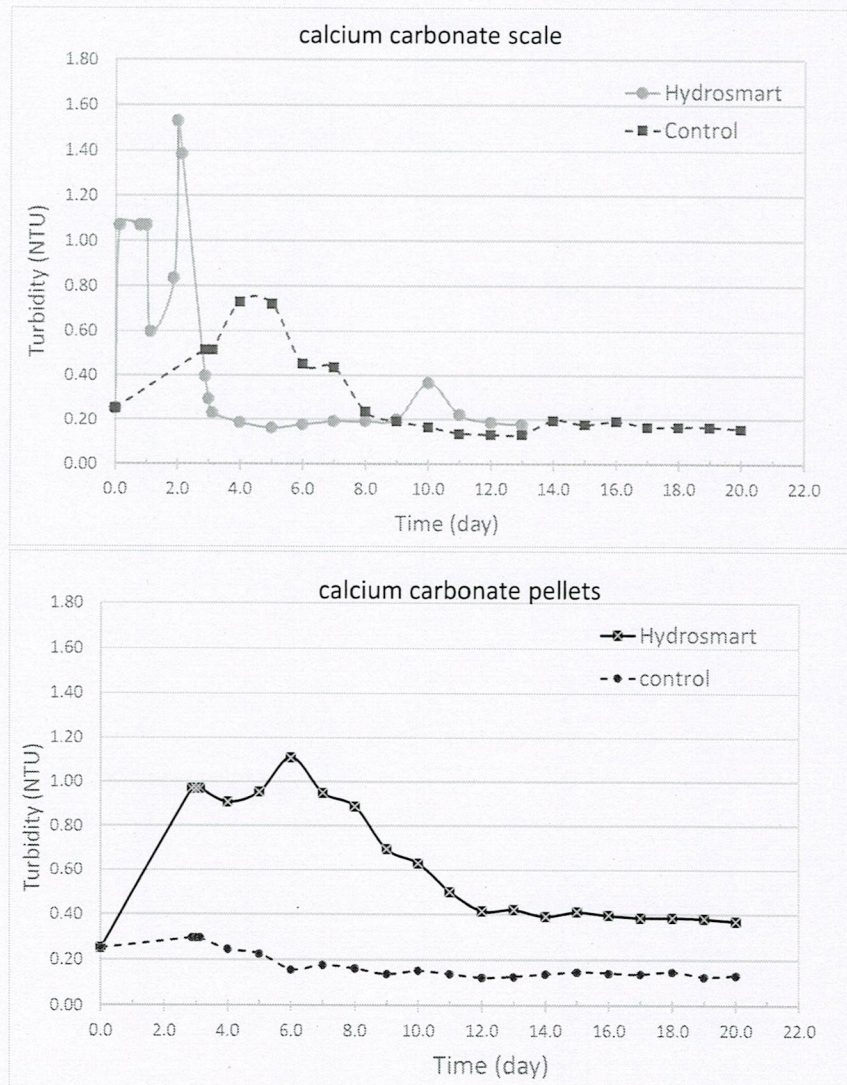 calcium carbonate scale
1.80
1.60
1.40
1.20
1.00
0.80
0.60
0.40
0.20
0.00
Turbidity (NTU)
Hydrosmart
Control
0.0 2.0 4.0 6.0 8.0 10.0 12.0 14.0 16.0 18.0 20.0 22.0
Time (day)
calcium carbonate pellets
1.80
1.60
1.40
1.20
1.00
0.80
0.60
0.40
0.20
0.00
Turbidity (NTU)
Hydrosmart
control
0.0 2.0 4.0 6.0 8.0 10.0 12.0 14.0 16.0 18.0 20.0 22.0
Time (day)